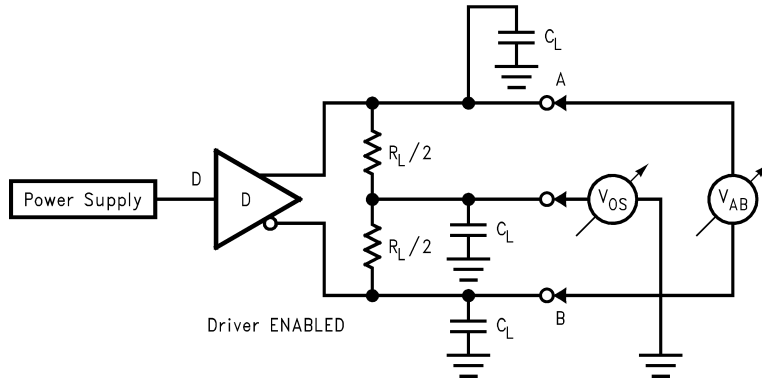 C_L
A
D
R_L/2
Power Supply
D
V_OS
V_AB
C_L
R_L/2
Driver ENABLED
C_L
B